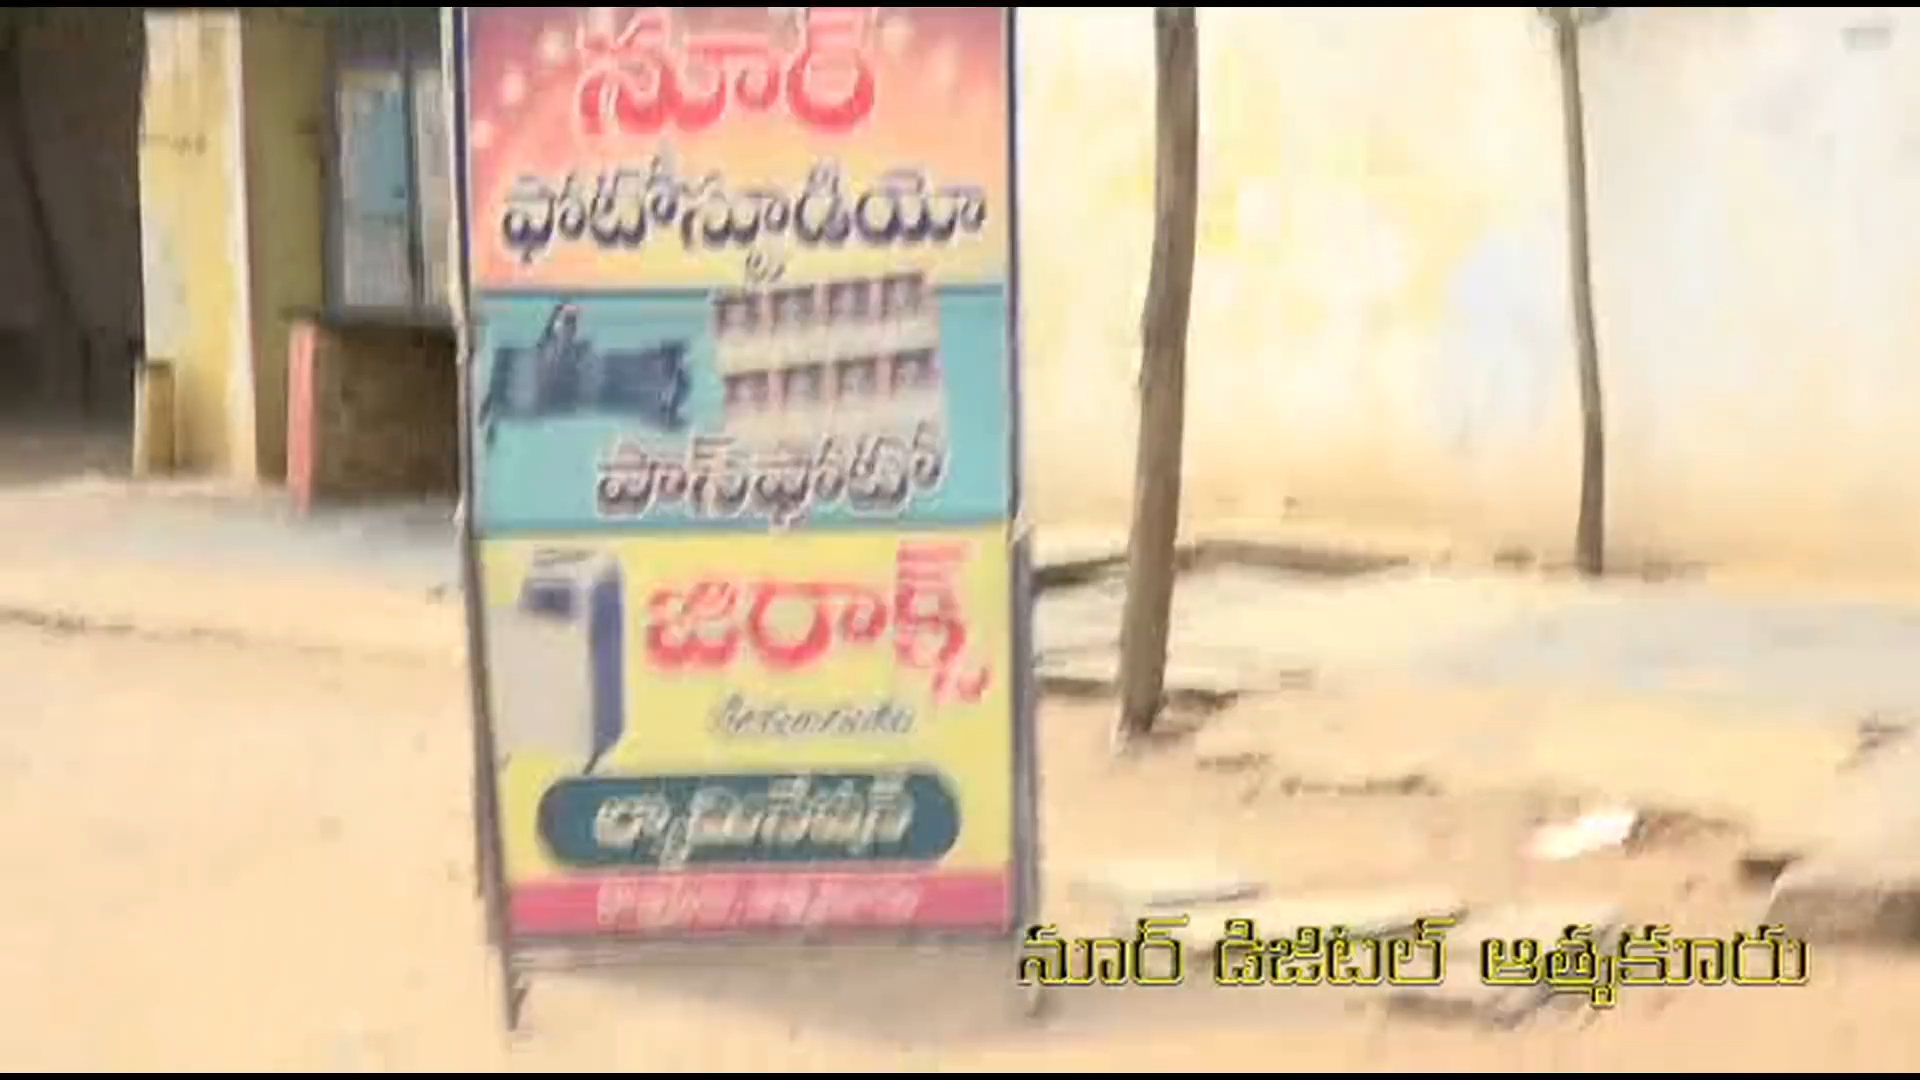 నూర్
ఫోటోస్టూడియో
పాస్‌ఫోటో
జిరాక్స్
ల్యామినేషన్
నూర్ డిజిటల్ ఆత్మకూరు